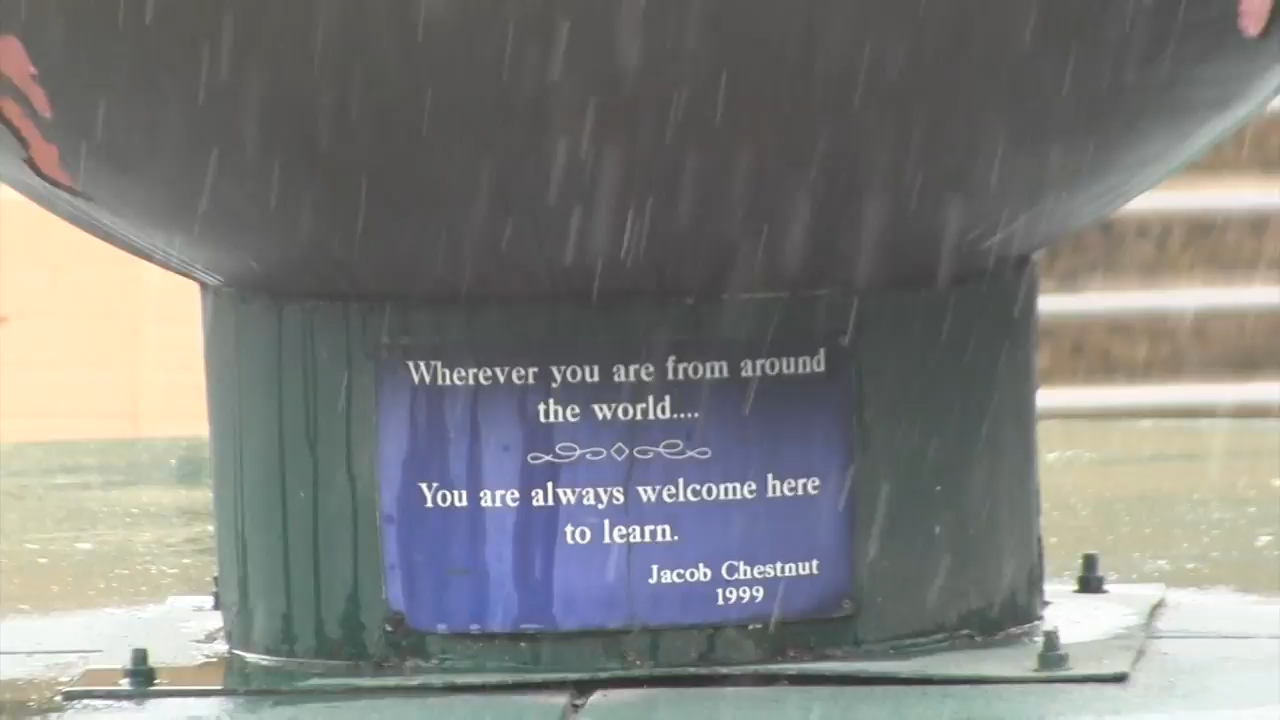 Wherever you are from around
the world....
You are always welcome here
to learn.
Jacob Chestnut
1999